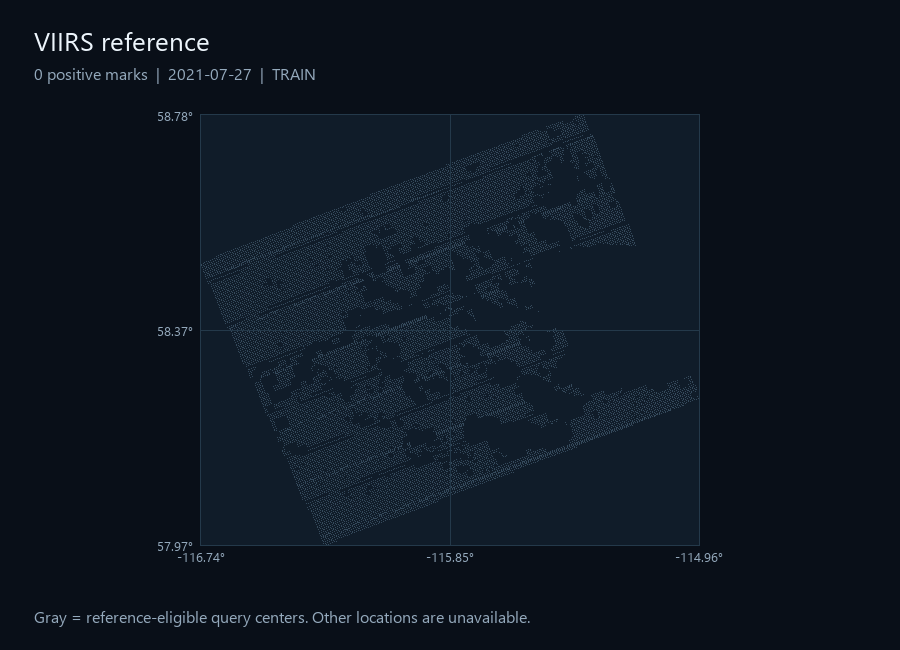 VIIRS reference
0 positive marks | 2021-07-27 | TRAIN
58.78°
58.37°
57.97°
-116.74°
-115.85°
-114.96°
Gray = reference-eligible query centers. Other locations are unavailable.